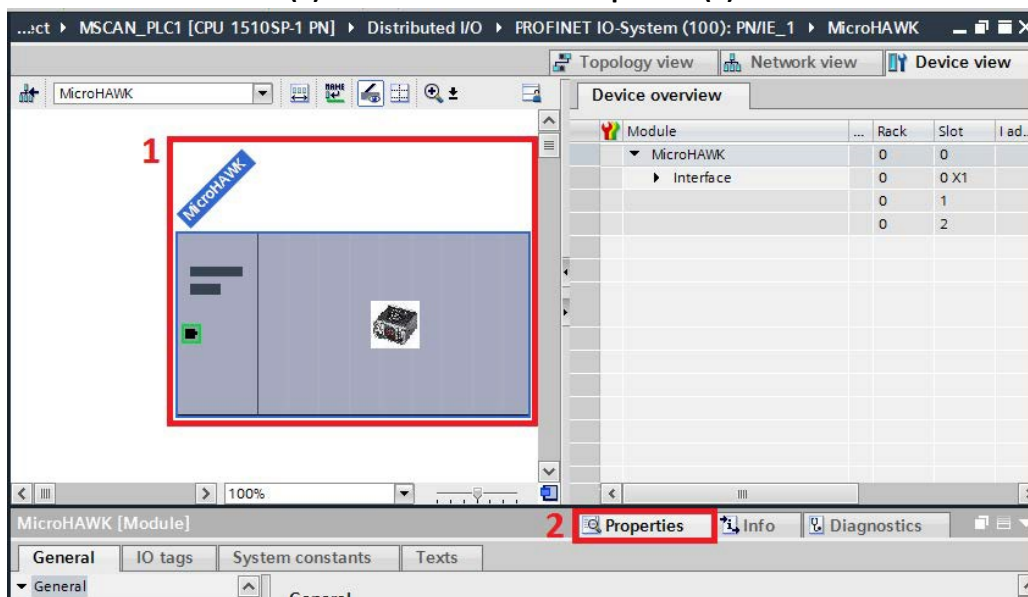 ...ect ▸ MSCAN_PLC1 [CPU 1510SP-1 PN] ▸ Distributed I/O ▸ PROFINET IO-System (100): PN/IE_1 ▸ MicroHAWK
Topology view Network view Device view
MicroHAWK
Device overview
Module ... Rack Slot I ad..
MicroHAWK 0 0
Interface 0 0 X1
0 1
0 2
1
MicroHAWK
100%
MicroHAWK [Module]
2 Properties Info Diagnostics
General IO tags System constants Texts
General
General